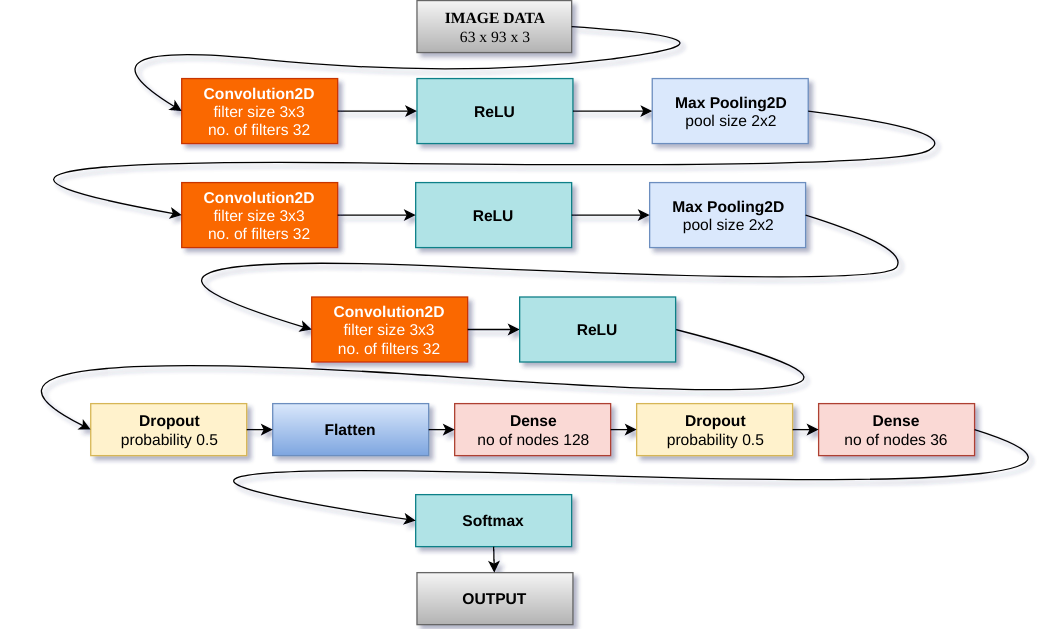 IMAGE DATA
63 x 93 x 3
Convolution2D
filter size 3x3
no. of filters 32
ReLU
Max Pooling2D
pool size 2x2
Convolution2D
filter size 3x3
no. of filters 32
ReLU
Max Pooling2D
pool size 2x2
Convolution2D
filter size 3x3
no. of filters 32
ReLU
Dropout
probability 0.5
Flatten
Dense
no of nodes 128
Dropout
probability 0.5
Dense
no of nodes 36
Softmax
OUTPUT